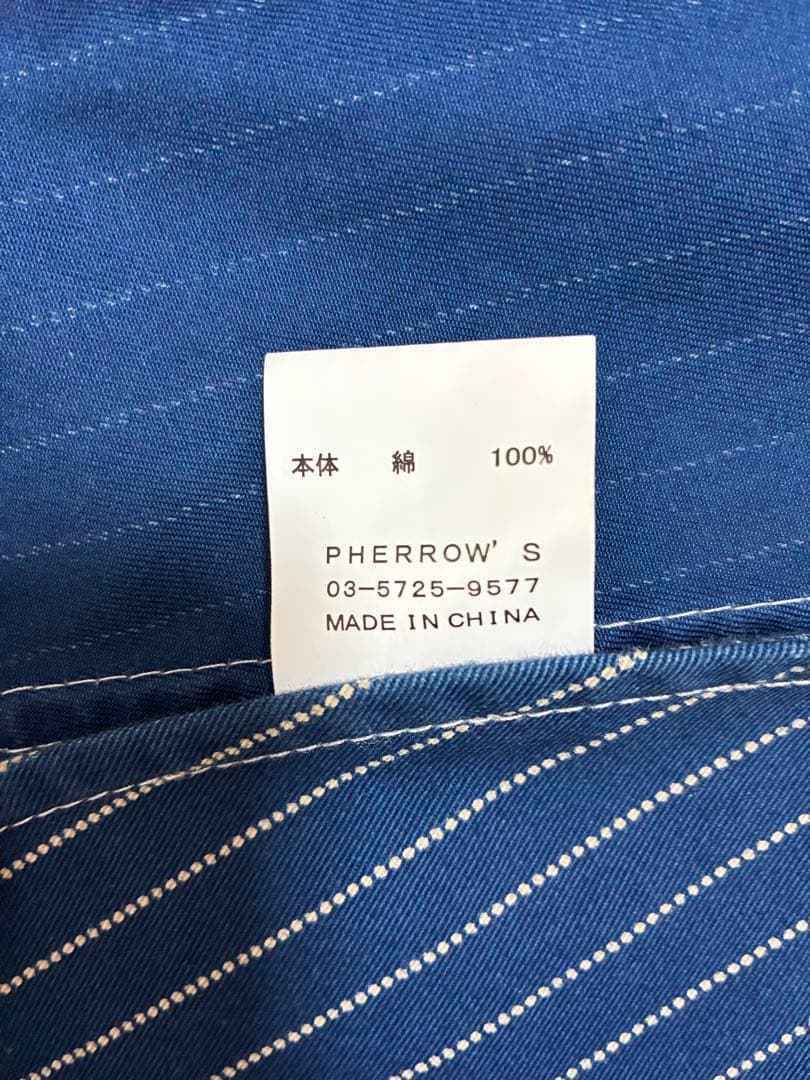 本体 綿 100%
PHERROW'S
03-5725-9577
MADE IN CHINA